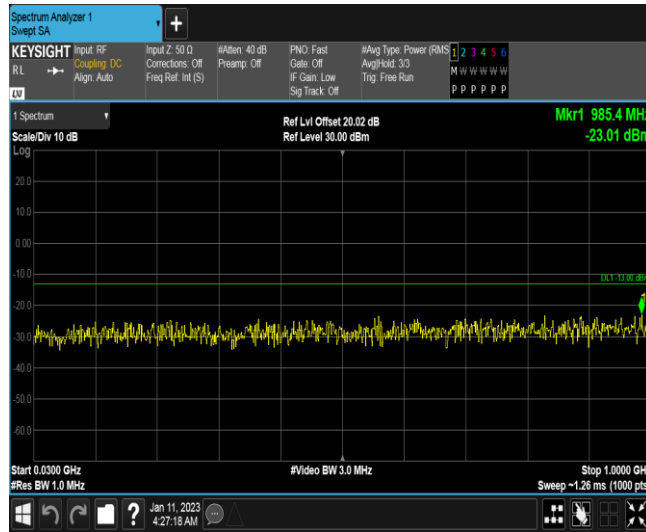 Spectrum Analyzer 1
Swept SA
+
KEYSIGHT Input: RF Input Z: 50 Ω #Atten: 40 dB PNO: Fast #Avg Type: Power (RMS 1 2 3 4 5 6
RL Coupling: DC Corrections: Off Preamp: Off Gate: Off Avg|Hold: 3/3 M W W W W W
Align: Auto Freq Ref: Int (S) IF Gain: Low Trig: Free Run
LXI Sig Track: Off P P P P P P
1 Spectrum
Scale/Div 10 dB
Ref Lvl Offset 20.02 dB
Ref Level 30.00 dBm
Mkr1 985.4 MH
-23.01 dBm
Log
20.0
10.0
0.00
-10.0
DL1 -13.00 dB
-20.0
-30.0
-40.0
-50.0
-60.0
Start 0.0300 GHz #Video BW 3.0 MHz Stop 1.0000 GH
#Res BW 1.0 MHz Sweep ~1.26 ms (1000 pts
? Jan 11, 2023
4:27:18 AM